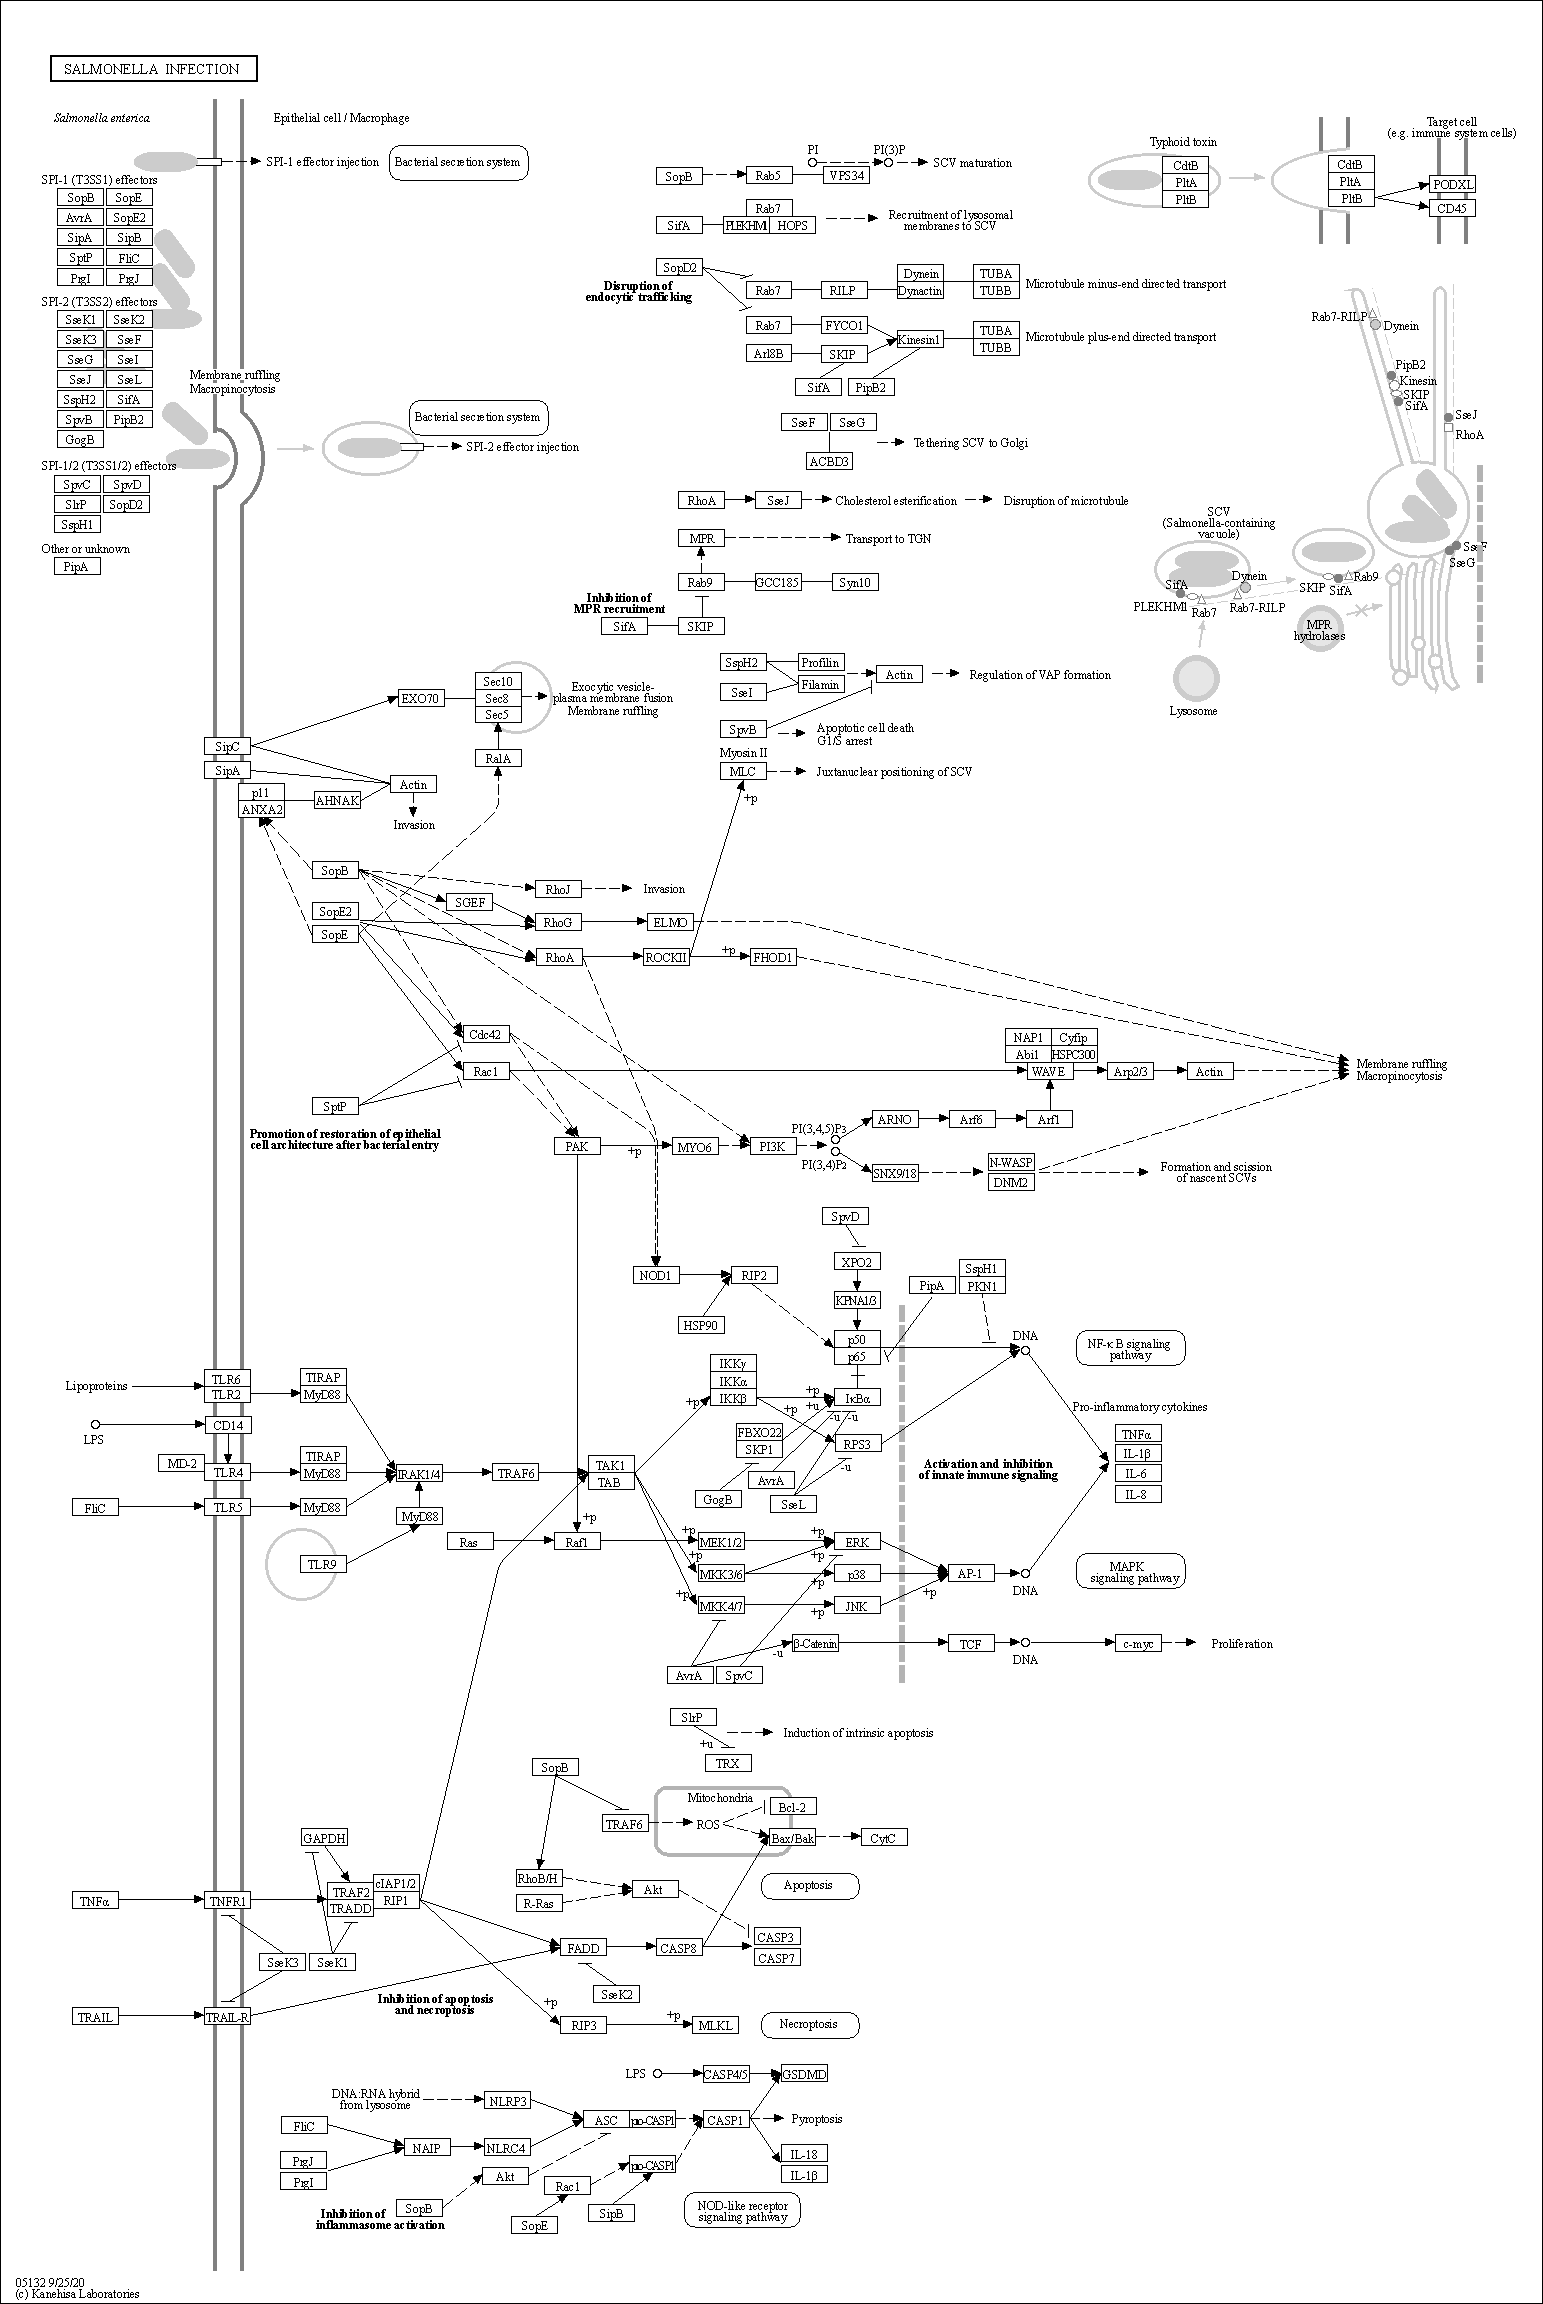 SALMONELLA INFECTION
Salmonella enterica
Epithelial cell / Macrophage
SPI-1 effector injection
Bacterial secretion system
SPI-1 (T3SS1) effectors
SopB
SopE
AvrA
SopE2
SipA
SipB
SptP
FliC
PrgI
PrgJ
SPI-2 (T3SS2) effectors
SseK1
SseK2
SseK3
SseF
SseG
SseI
SseJ
SseL
SspH2
SifA
SpvB
PipB2
GogB
SPI-1/2 (T3SS1/2) effectors
SpvC
SpvD
SlrP
SopD2
SspH1
Other or unknown
PipA
Membrane ruffling
Macropinocytosis
Bacterial secretion system
SPI-2 effector injection
PI
PI(3)P
SCV maturation
SopB
Rab5
VPS34
Rab7
SifA
PLEKHM1
HOPS
Recruitment of lysosomal
membranes to SCV
SopD2
Disruption of
endocytic trafficking
Rab7
RILP
Dynein
Dynactin
TUBA
TUBB
Microtubule minus-end directed transport
Rab7
FYCO1
Arl8B
SKIP
Kinesin1
TUBA
TUBB
Microtubule plus-end directed transport
SifA
PipB2
SseF
SseG
ACBD3
Tethering SCV to Golgi
RhoA
SseJ
Cholesterol esterification
Disruption of microtubule
MPR
Transport to TGN
Rab9
GCC185
Syn10
Inhibition of
MPR recruitment
SifA
SKIP
Typhoid toxin
CdtB
PltA
PltB
CdtB
PltA
PltB
Target cell
(e.g. immune system cells)
PODXL
CD45
Rab7-RILP
Dynein
PipB2
Kinesin
SKIP
SifA
SseJ
RhoA
SCV
(Salmonella-containing
vacuole)
SseF
SseG
SifA
Dynein
PLEKHM1
Rab7
Rab7-RILP
SKIP
SifA
Rab9
MPR
hydrolases
Lysosome
SspH2
Profilin
SseI
Filamin
Actin
Regulation of VAP formation
SpvB
Apoptotic cell death
G1/S arrest
Myosin II
MLC
Juxtanuclear positioning of SCV
+p
EXO70
Sec10
Sec8
Sec5
Exocytic vesicle-
plasma membrane fusion
Membrane ruffling
SipC
RalA
SipA
p11
ANXA2
AHNAK
Actin
Invasion
SopB
RhoJ
Invasion
SGEF
SopE2
RhoG
ELMO
SopE
RhoA
ROCKII
+p
FHOD1
Cdc42
Rac1
SptP
Promotion of restoration of epithelial
cell architecture after bacterial entry
NAP1
Cyfip
Abi1
HSPC300
WAVE
Arp2/3
Actin
Membrane ruffling
Macropinocytosis
ARNO
Arf6
Arf1
PI(3,4,5)P3
PAK
+p
MYO6
PI3K
PI(3,4)P2
SNX9/18
N-WASP
DNM2
Formation and scission
of nascent SCVs
SpvD
XPO2
NOD1
RIP2
HSP90
KPNA1/3
PipA
SspH1
PKN1
p50
p65
DNA
NF-κB signaling
pathway
Lipoproteins
TLR6
TLR2
TIRAP
MyD88
LPS
CD14
MD-2
TLR4
TIRAP
MyD88
FliC
TLR5
MyD88
IRAK1/4
MyD88
TLR9
TRAF6
TAK1
TAB
IKKγ
IKKα
IKKβ
+p
+p
+u
+p
IκBα
-u
-u
FBXO22
SKP1
RPS3
-u
GogB
AvrA
SseL
Activation and inhibition
of innate immune signaling
Pro-inflammatory cytokines
TNFα
IL-1β
IL-6
IL-8
+p
Ras
Raf1
+p
MEK1/2
+p
ERK
+p
+p
MKK3/6
+p
p38
+p
MKK4/7
+p
JNK
AP-1
+p
DNA
MAPK
signaling pathway
AvrA
SpvC
-u
β-Catenin
TCF
DNA
c-myc
Proliferation
SlrP
+u
TRX
Induction of intrinsic apoptosis
SopB
TRAF6
Mitochondria
ROS
Bcl-2
Bax/Bak
CytC
RhoB/H
R-Ras
Akt
Apoptosis
GAPDH
TNFα
TNFR1
TRAF2
TRADD
cIAP1/2
RIP1
SseK3
SseK1
FADD
CASP8
CASP3
CASP7
SseK2
Inhibition of apoptosis
and necroptosis
TRAIL
TRAIL-R
+p
RIP3
+p
MLKL
Necroptosis
LPS
CASP4/5
GSDMD
DNA:RNA hybrid
from lysosome
NLRP3
ASC
pro-CASP1
CASP1
Pyroptosis
FliC
NAIP
NLRC4
PrgJ
PrgI
Akt
pro-CASP1
IL-18
IL-1β
Rac1
SopB
SopE
SipB
Inhibition of
inflammasome activation
NOD-like receptor
signaling pathway
05132 9/25/20
(c) Kanehisa Laboratories